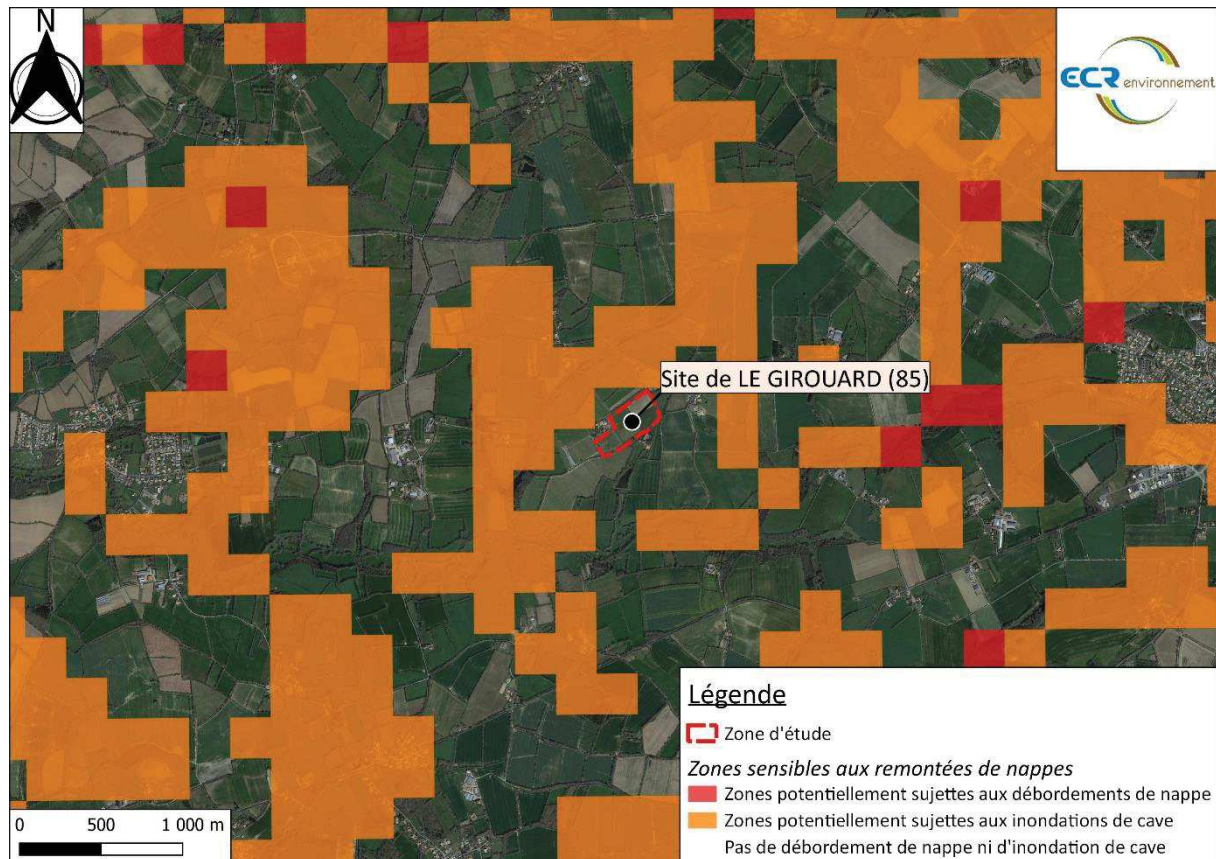 N
ECR environnement
Site de LE GIROUARD (85)
Légende
Zone d'étude
Zones sensibles aux remontées de nappes
Zones potentiellement sujettes aux débordements de nappe
Zones potentiellement sujettes aux inondations de cave
Pas de débordement de nappe ni d'inondation de cave
0 500 1 000 m